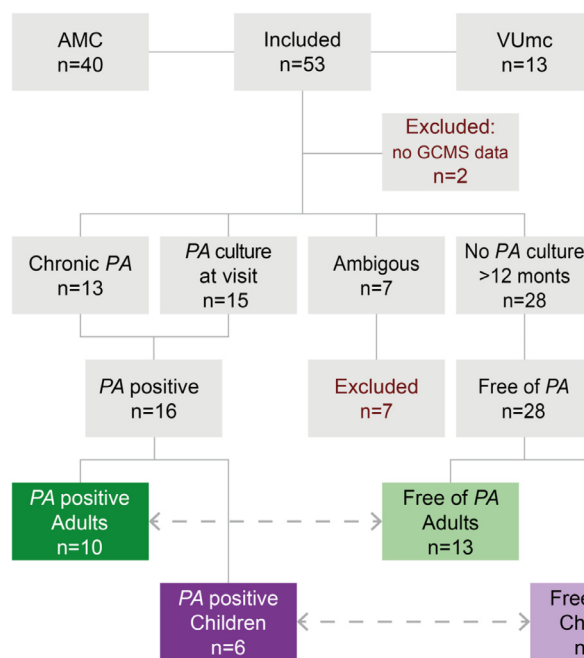 AMC
n=40
Included
n=53
VUmc
n=13
Excluded:
no GCMS data
n=2
Chronic PA
n=13
PA culture
at visit
n=15
Ambigous
n=7
No PA culture
>12 monts
n=28
PA positive
n=16
Excluded
n=7
Free of PA
n=28
PA positive
Adults
n=10
Free of PA
Adults
n=13
PA positive
Children
n=6
Free